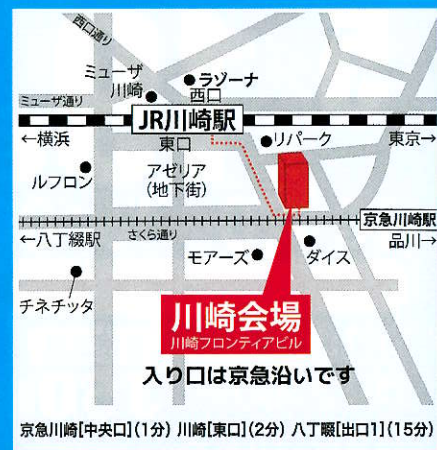 西口通り
ミューザ
川崎
ラゾーナ
西口
ミューザ通り
JR川崎駅
←横浜
東口
リパーク
東京→
ルフロン
アゼリア
(地下街)
京急川崎駅
←八丁綴駅
さくら通り
品川→
モアーズ
ダイス
チネチッタ
川崎会場
川崎フロンティアビル
入り口は京急沿いです
京急川崎[中央口](1分) 川崎[東口](2分) 八丁畷[出口1](15分)